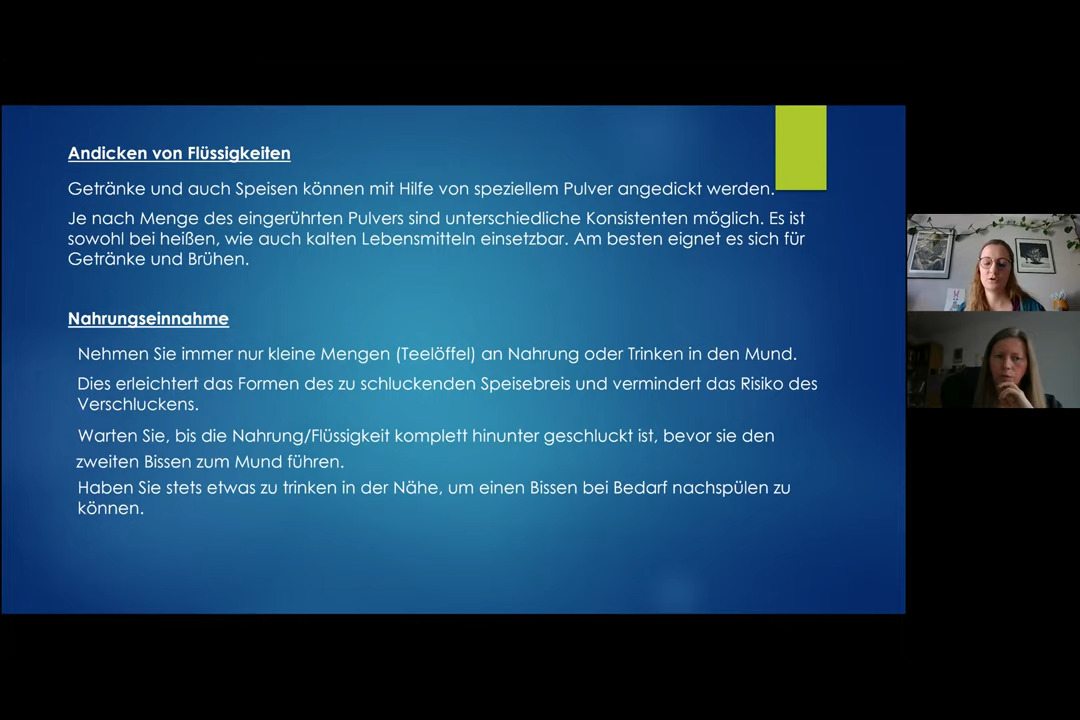 Andicken von Flüssigkeiten
Getränke und auch Speisen können mit Hilfe von speziellem Pulver angedickt werden.
Je nach Menge des eingerührten Pulvers sind unterschiedliche Konsistenten möglich. Es ist
sowohl bei heißen, wie auch kalten Lebensmitteln einsetzbar. Am besten eignet es sich für
Getränke und Brühen.
Nahrungseinnahme
Nehmen Sie immer nur kleine Mengen (Teelöffel) an Nahrung oder Trinken in den Mund.
Dies erleichtert das Formen des zu schluckenden Speisebreis und vermindert das Risiko des
Verschluckens.
Warten Sie, bis die Nahrung/Flüssigkeit komplett hinunter geschluckt ist, bevor sie den
zweiten Bissen zum Mund führen.
Haben Sie stets etwas zu trinken in der Nähe, um einen Bissen bei Bedarf nachspülen zu
können.